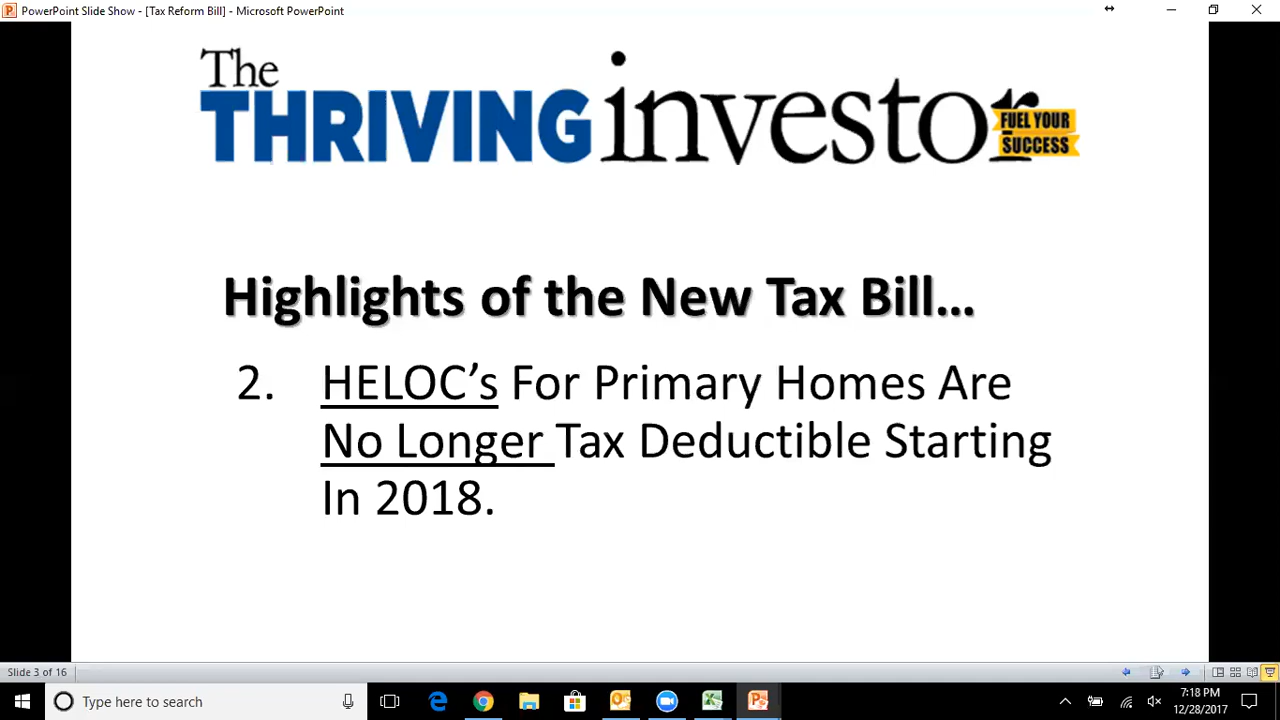 PowerPoint Slide Show - [Tax Reform Bill] - Microsoft PowerPoint
The
THRIVING investor
FUEL YOUR
SUCCESS
Highlights of the New Tax Bill...
2. HELOC's For Primary Homes Are
No Longer Tax Deductible Starting
In 2018.
Slide 3 of 16
Type here to search
7:18 PM
12/28/2017